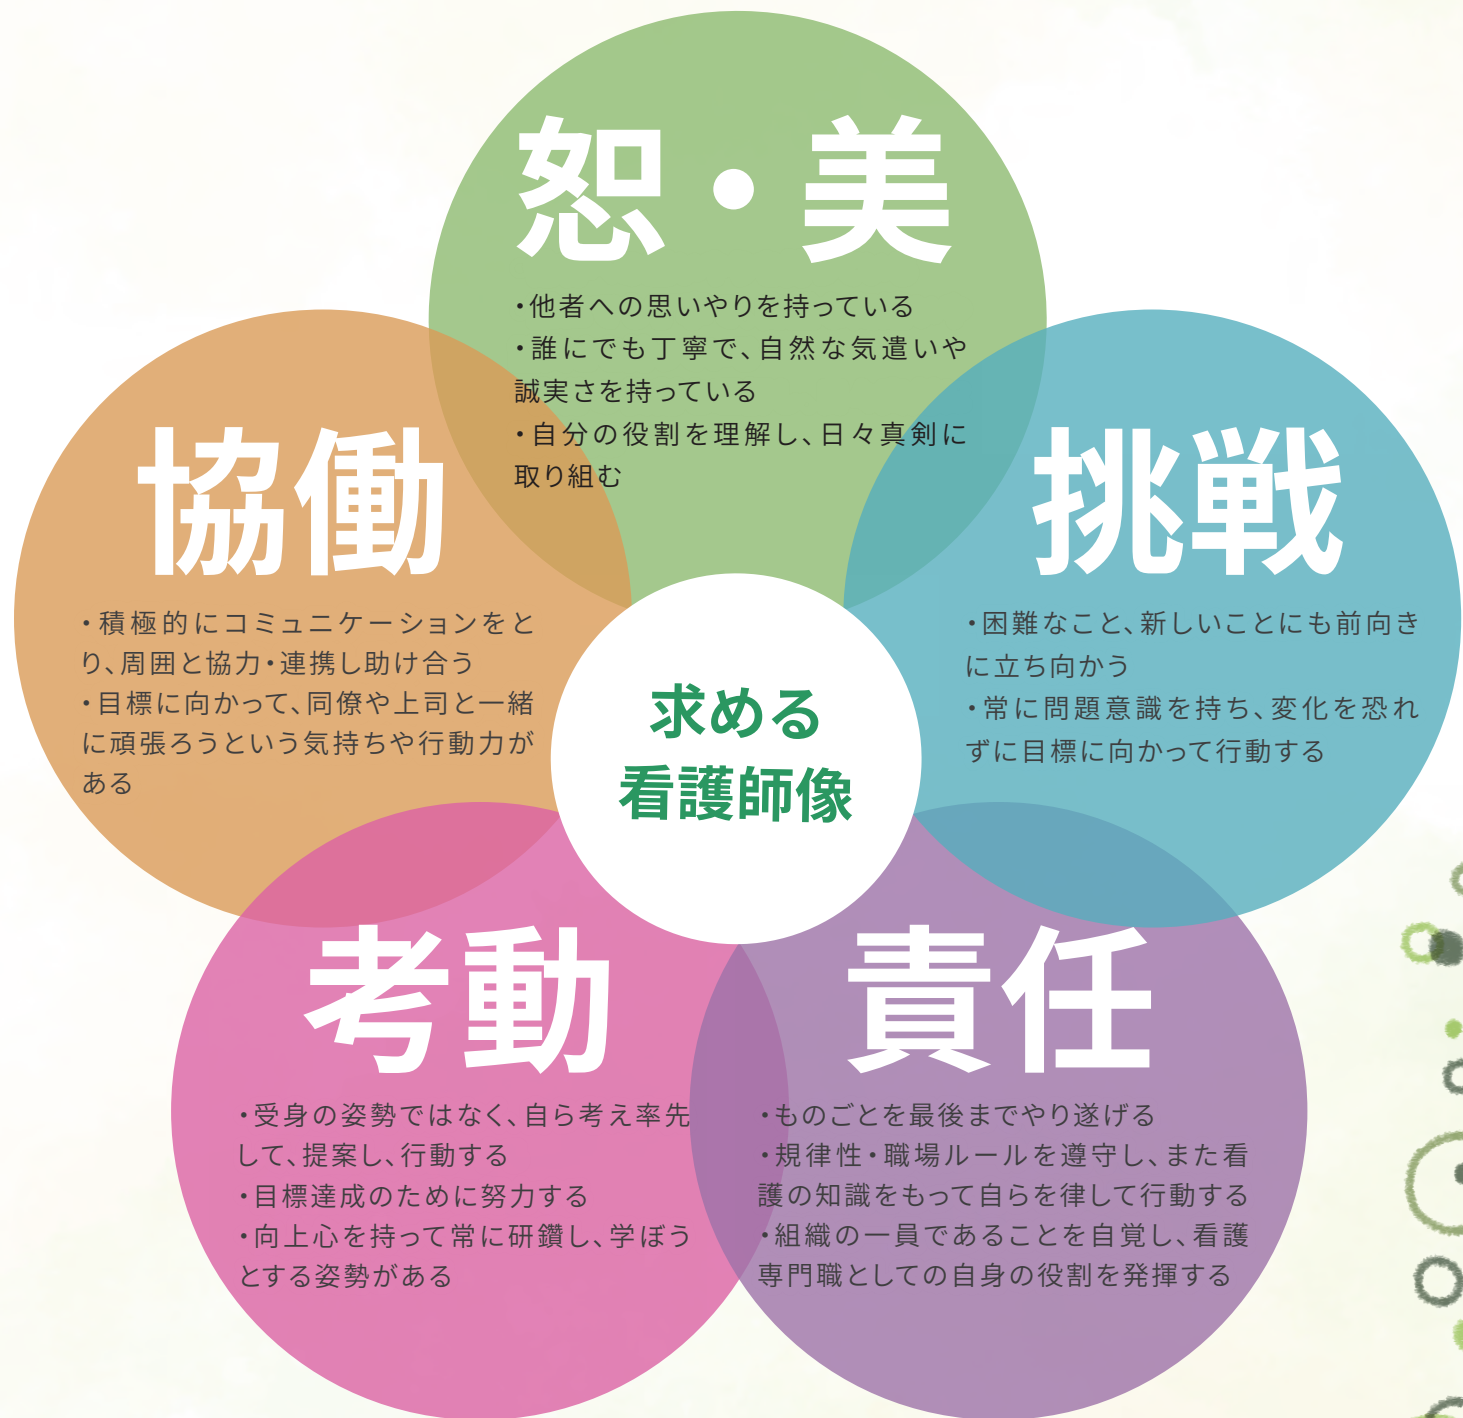 恕・美
・他者への思いやりを持っている
・誰にでも丁寧で、自然な気遣いや
誠実さを持っている
・自分の役割を理解し、日々真剣に
取り組む
協働
・積極的にコミュニケーションをと
り、周囲と協力・連携し助け合う
・目標に向かって、同僚や上司と一緒
に頑張ろうという気持ちや行動力が
ある
挑戦
・困難なこと、新しいことにも前向き
に立ち向かう
・常に問題意識を持ち、変化を恐れ
ずに目標に向かって行動する
求める
看護師像
考動
・受身の姿勢ではなく、自ら考え率先
して、提案し、行動する
・目標達成のために努力する
・向上心を持って常に研鑽し、学ぼう
とする姿勢がある
責任
・ものごとを最後までやり遂げる
・規律性・職場ルールを遵守し、また看
護の知識をもって自らを律して行動する
・組織の一員であることを自覚し、看護
専門職としての自身の役割を発揮する